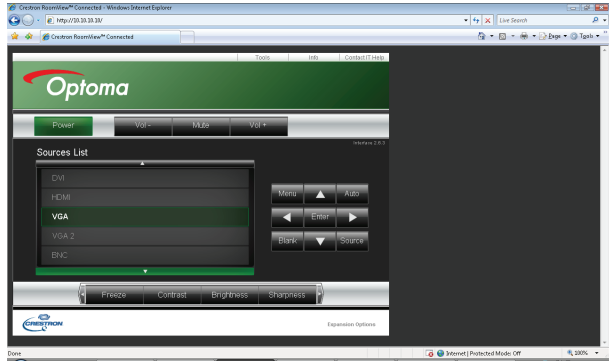 Crestron RoomView™ Connected - Windows Internet Explorer
http://10.10.10.10/
Live Search
Crestron RoomView™ Connected
Page Tools
Tools Info Contact IT Help
Optoma
Power Vol - Mute Vol +
Interface 2.8.3
Sources List
DVI
HDMI
VGA
VGA 2
BNC
Menu Auto
Enter
Blank Source
Freeze Contrast Brightness Sharpness
CRESTRON
Expansion Options
Done
Internet | Protected Mode: Off
100%